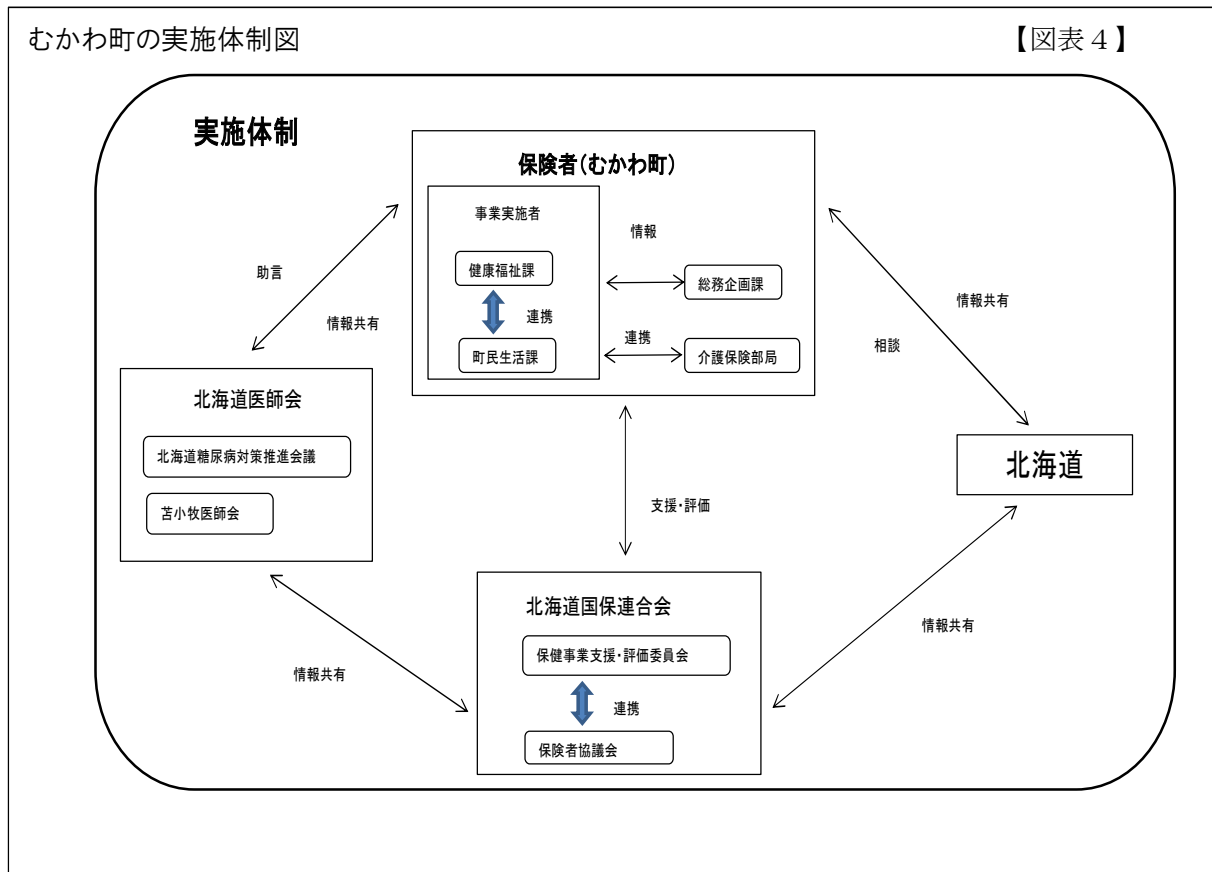 むかわ町の実施体制図
【図表４】
実施体制
保険者(むかわ町)
事業実施者
情報
健康福祉課
総務企画課
連携
連携
町民生活課
介護保険部局
助言
情報共有
情報共有
相談
北海道医師会
北海道糖尿病対策推進会議
苫小牧医師会
北海道
支援・評価
北海道国保連合会
保健事業支援・評価委員会
連携
保険者協議会
情報共有
情報共有